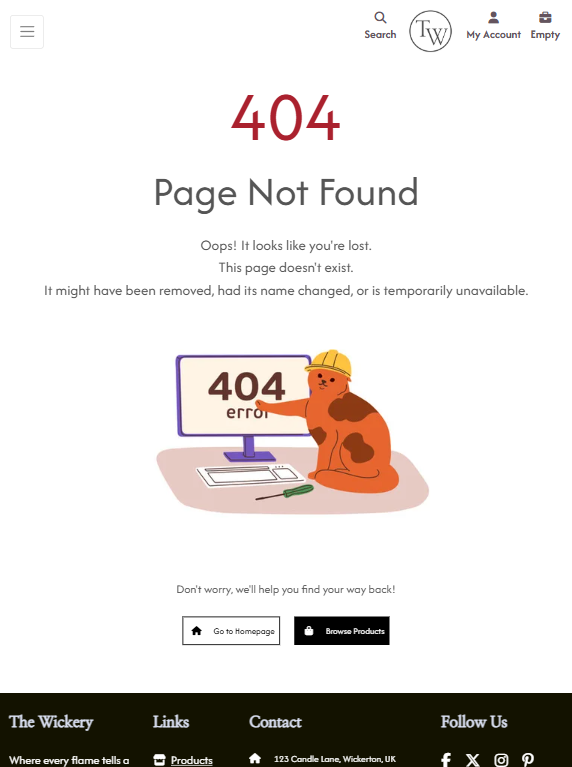 Search
TW
My Account
Empty
404
Page Not Found
Oops! It looks like you're lost.
This page doesn't exist.
It might have been removed, had its name changed, or is temporarily unavailable.
404
error
Don't worry, we'll help you find your way back!
Go to Homepage
Browse Products
The Wickery
Links
Contact
Follow Us
Where every flame tells a
Products
123 Candle Lane, Wickerton, UK